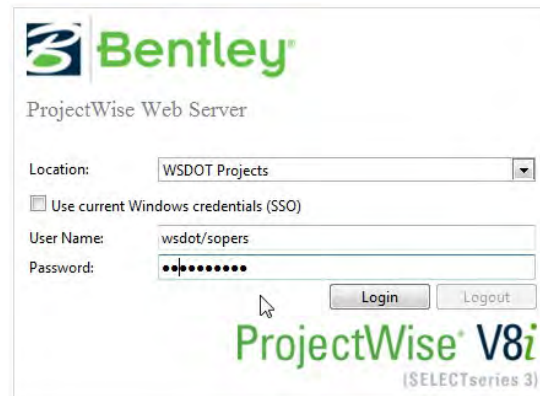 Bentley®
ProjectWise Web Server
Location: WSDOT Projects
Use current Windows credentials (SSO)
User Name: wsdot/sopers
Password: ●●●●●●●●●●
Login Logout
ProjectWise® V8i
(SELECTseries 3)